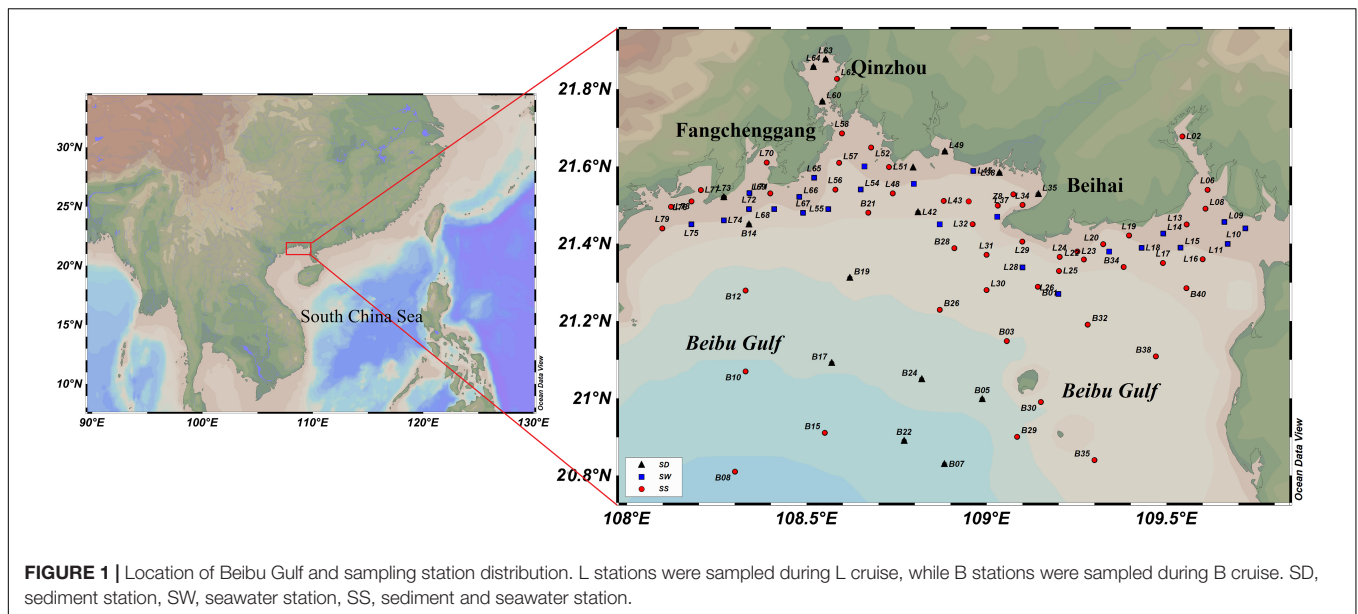 30°N
25°N
20°N
15°N
10°N
90°E
100°E
110°E
120°E
130°E
South China Sea
Ocean Data View
21.8°N
21.6°N
21.4°N
21.2°N
21°N
20.8°N
108°E
108.5°E
109°E
109.5°E
Qinzhou
Fangchenggang
Beihai
Beibu Gulf
Beibu Gulf
L63
L64
L62
L60
L58
L70
L57
L52
L51
L49
L02
L65
L73
L77
L56
L54
L48
L35
L06
L66
L72
L79
L74
L75
L68
L67
L55
B21
L42
L43
L34
L37
L32
L08
L09
L10
L11
L13
L14
L15
L16
L17
L18
L19
L20
L23
L24
L25
L26
L28
L29
L30
L31
B14
B28
B34
B40
B19
B12
B26
B01
B32
B03
B38
B17
B10
B24
B05
B30
B15
B22
B29
B07
B35
B08
SD
SW
SS
Ocean Data View
FIGURE 1 | Location of Beibu Gulf and sampling station distribution. L stations were sampled during L cruise, while B stations were sampled during B cruise. SD,
sediment station, SW, seawater station, SS, sediment and seawater station.